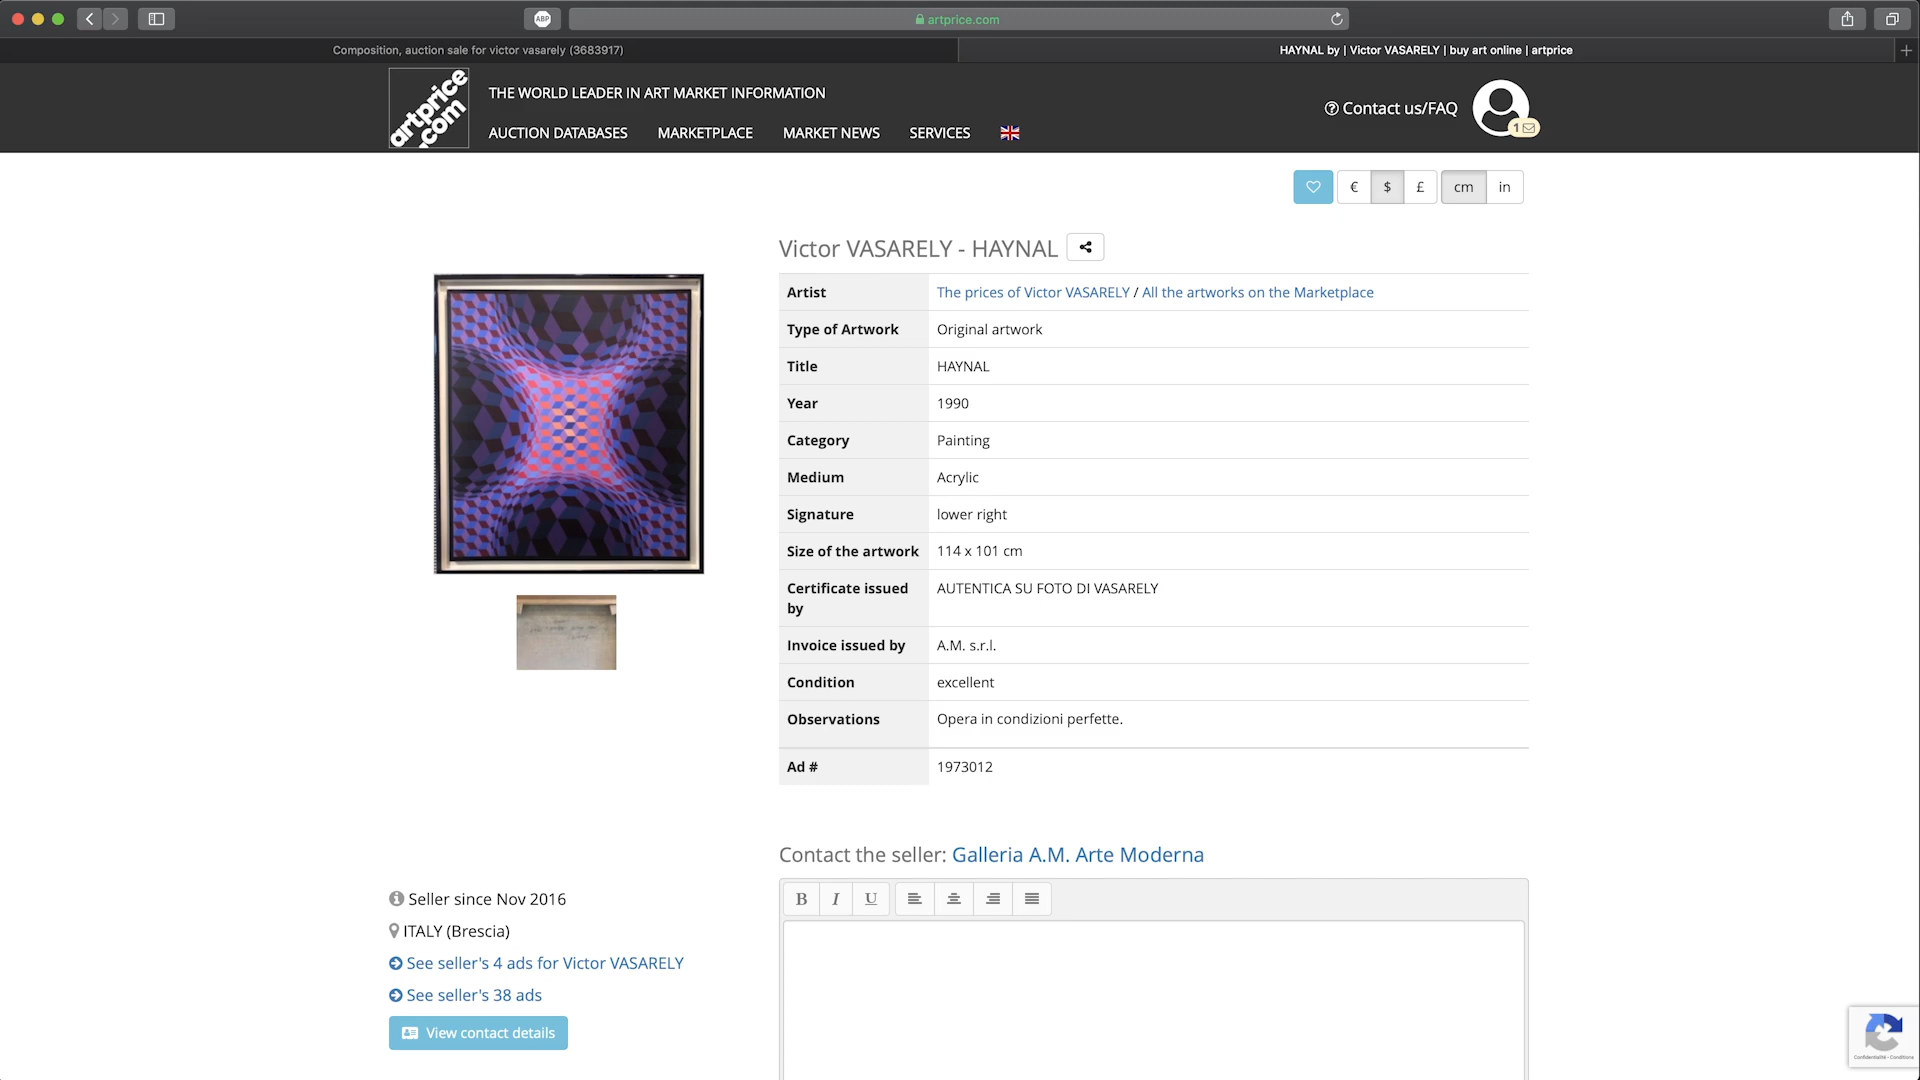 ABP
artprice.com
Composition, auction sale for victor vasarely (3683917)
HAYNAL by | Victor VASARELY | buy art online | artprice
artprice.com
THE WORLD LEADER IN ART MARKET INFORMATION
Contact us/FAQ
1
AUCTION DATABASES MARKETPLACE MARKET NEWS SERVICES
€ $ £ cm in
Victor VASARELY - HAYNAL
Artist The prices of Victor VASARELY / All the artworks on the Marketplace
Type of Artwork Original artwork
Title HAYNAL
Year 1990
Category Painting
Medium Acrylic
Signature lower right
Size of the artwork 114 x 101 cm
Certificate issued by AUTENTICA SU FOTO DI VASARELY
Invoice issued by A.M. s.r.l.
Condition excellent
Observations Opera in condizioni perfette.
Ad # 1973012
Contact the seller: Galleria A.M. Arte Moderna
B I U
Seller since Nov 2016
ITALY (Brescia)
See seller's 4 ads for Victor VASARELY
See seller's 38 ads
View contact details
Confidentialité - Conditions